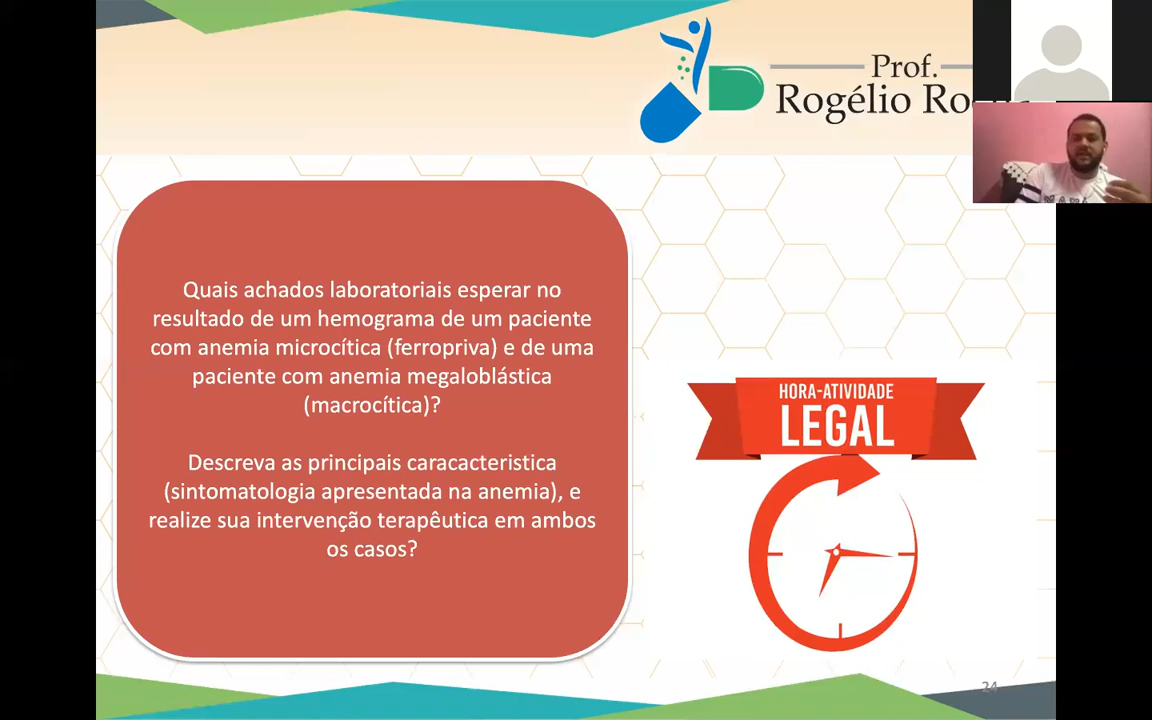 Prof.
Rogélio
Quais achados laboratoriais esperar no
resultado de um hemograma de um paciente
com anemia microcítica (ferropriva) e de uma
paciente com anemia megaloblástica
(macrocítica)?
Descreva as principais caracacteristica
(sintomatologia apresentada na anemia), e
realize sua intervenção terapêutica em ambos
os casos?
HORA-ATIVIDADE
LEGAL
24